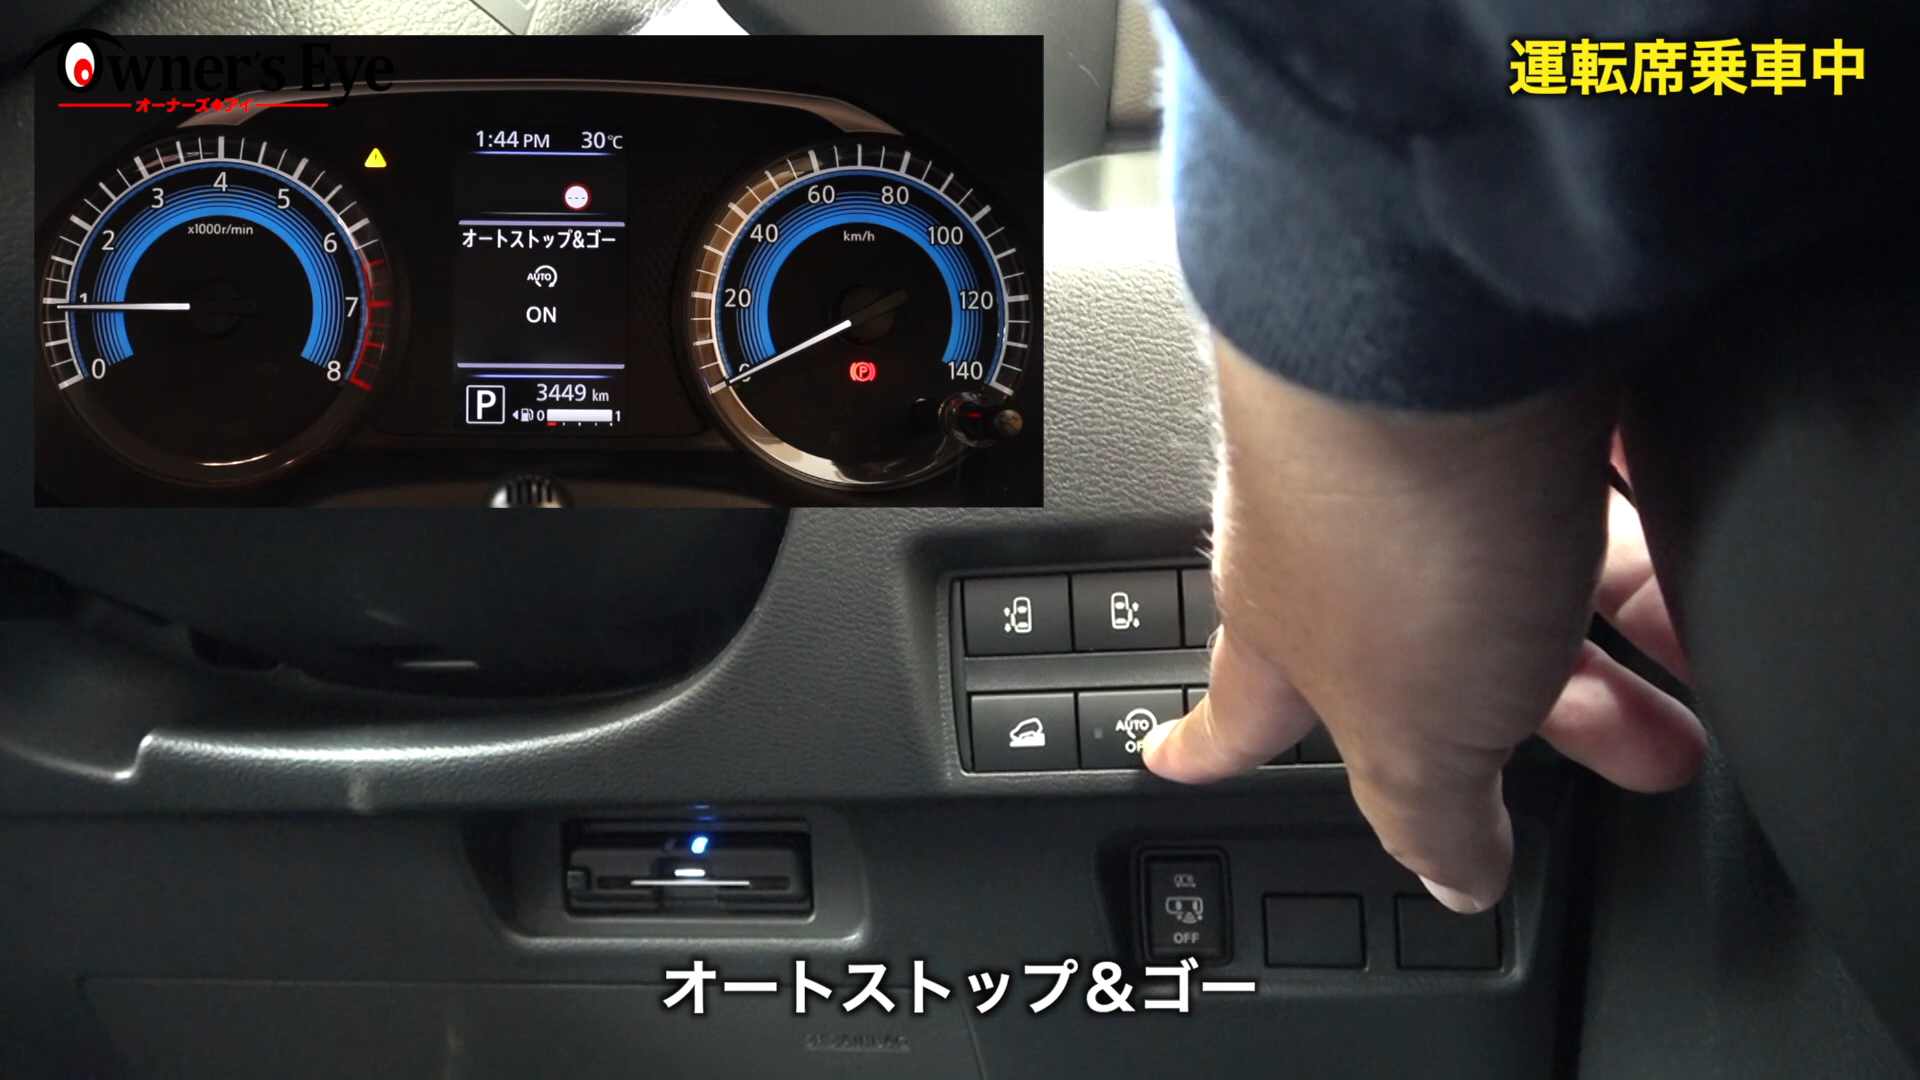 Owner's Eye
オーナーズ◆アイ
運転席乗車中
1:44 PM 30℃
オートストップ&ゴー
AUTO
ON
P
3449 km
0 1
x1000r/min
0
1
2
3
4
5
6
7
8
km/h
0
20
40
60
80
100
120
140
P
AUTO
OFF
オートストップ&ゴー